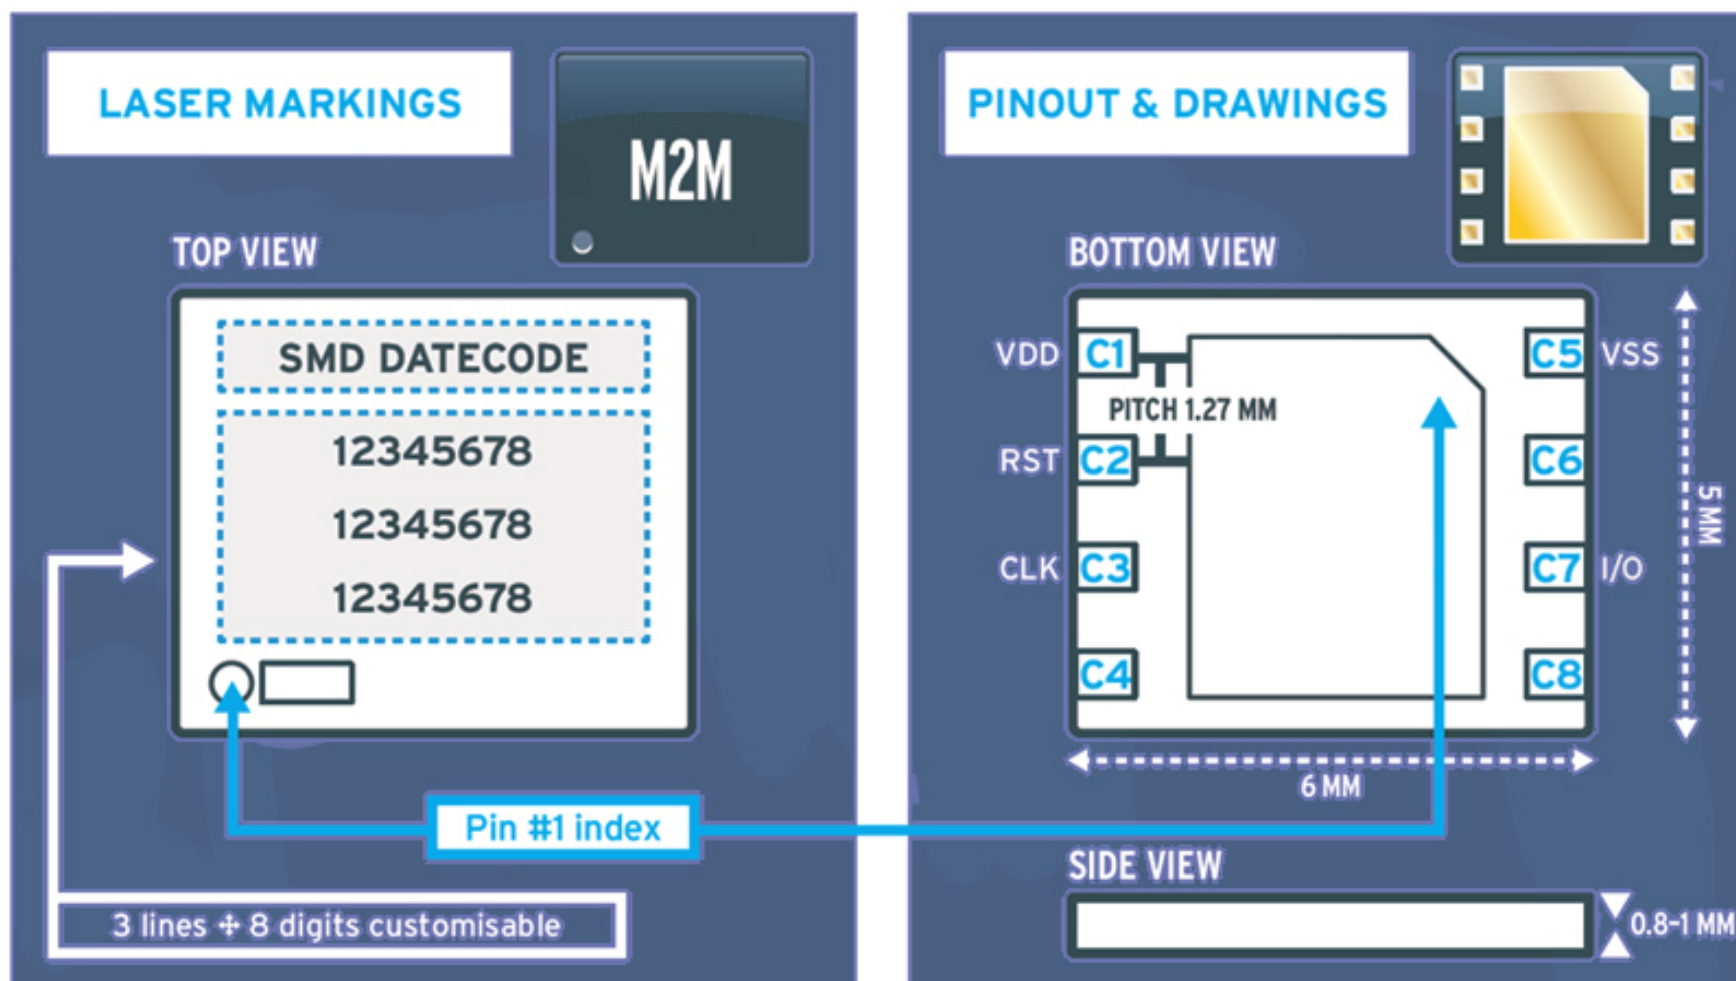 LASER MARKINGS
M2M
TOP VIEW
SMD DATECODE
12345678
12345678
12345678
Pin #1 index
3 lines ✢ 8 digits customisable
PINOUT & DRAWINGS
BOTTOM VIEW
VDD C1
C5 VSS
PITCH 1.27 MM
RST C2
C6
CLK C3
C7 I/O
C4
C8
5 MM
6 MM
SIDE VIEW
0.8-1 MM